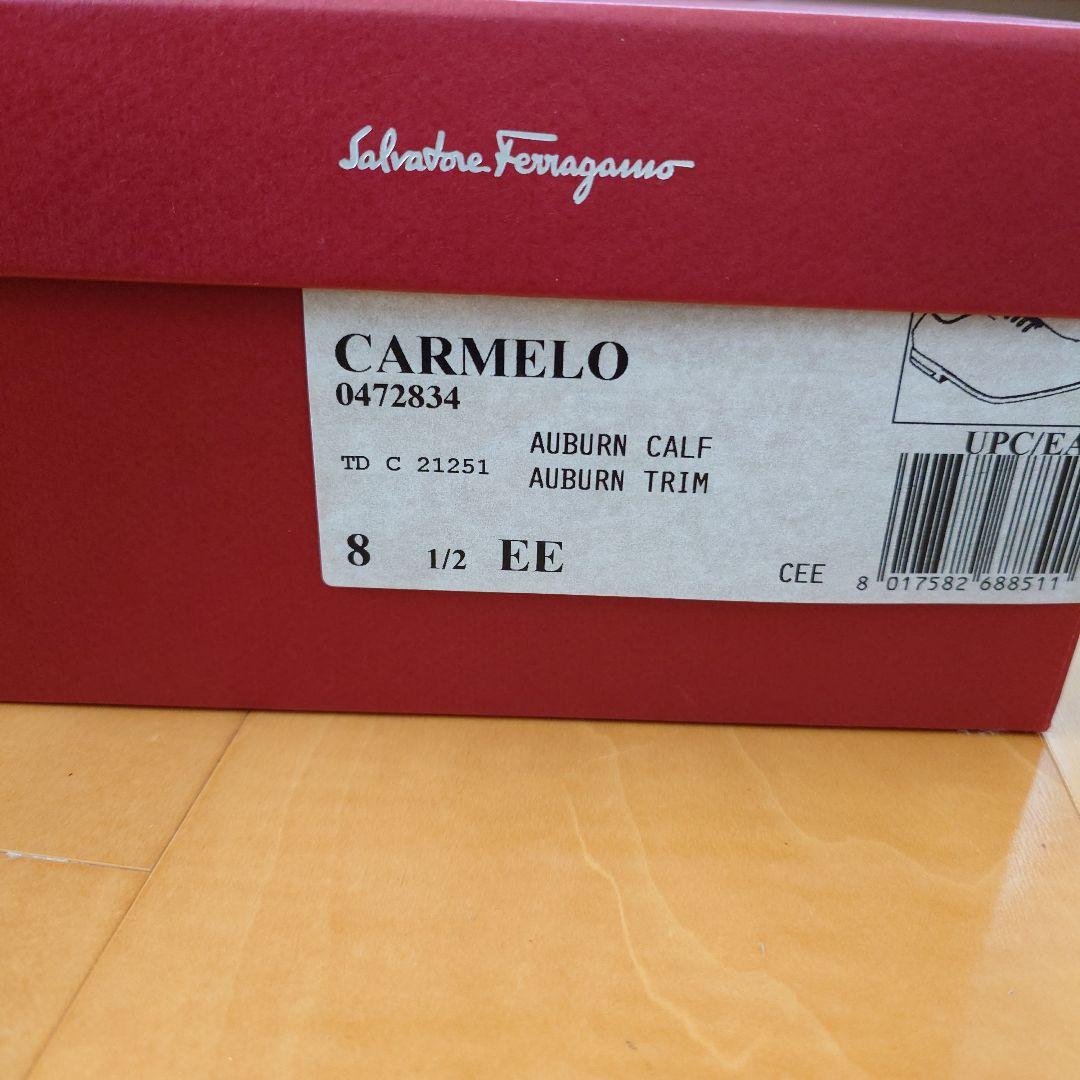 Salvatore Ferragamo
CARMELO
0472834
AUBURN CALF
TD C 21251
AUBURN TRIM
UPC/EA
8 1/2 EE
CEE
8 017582 688511